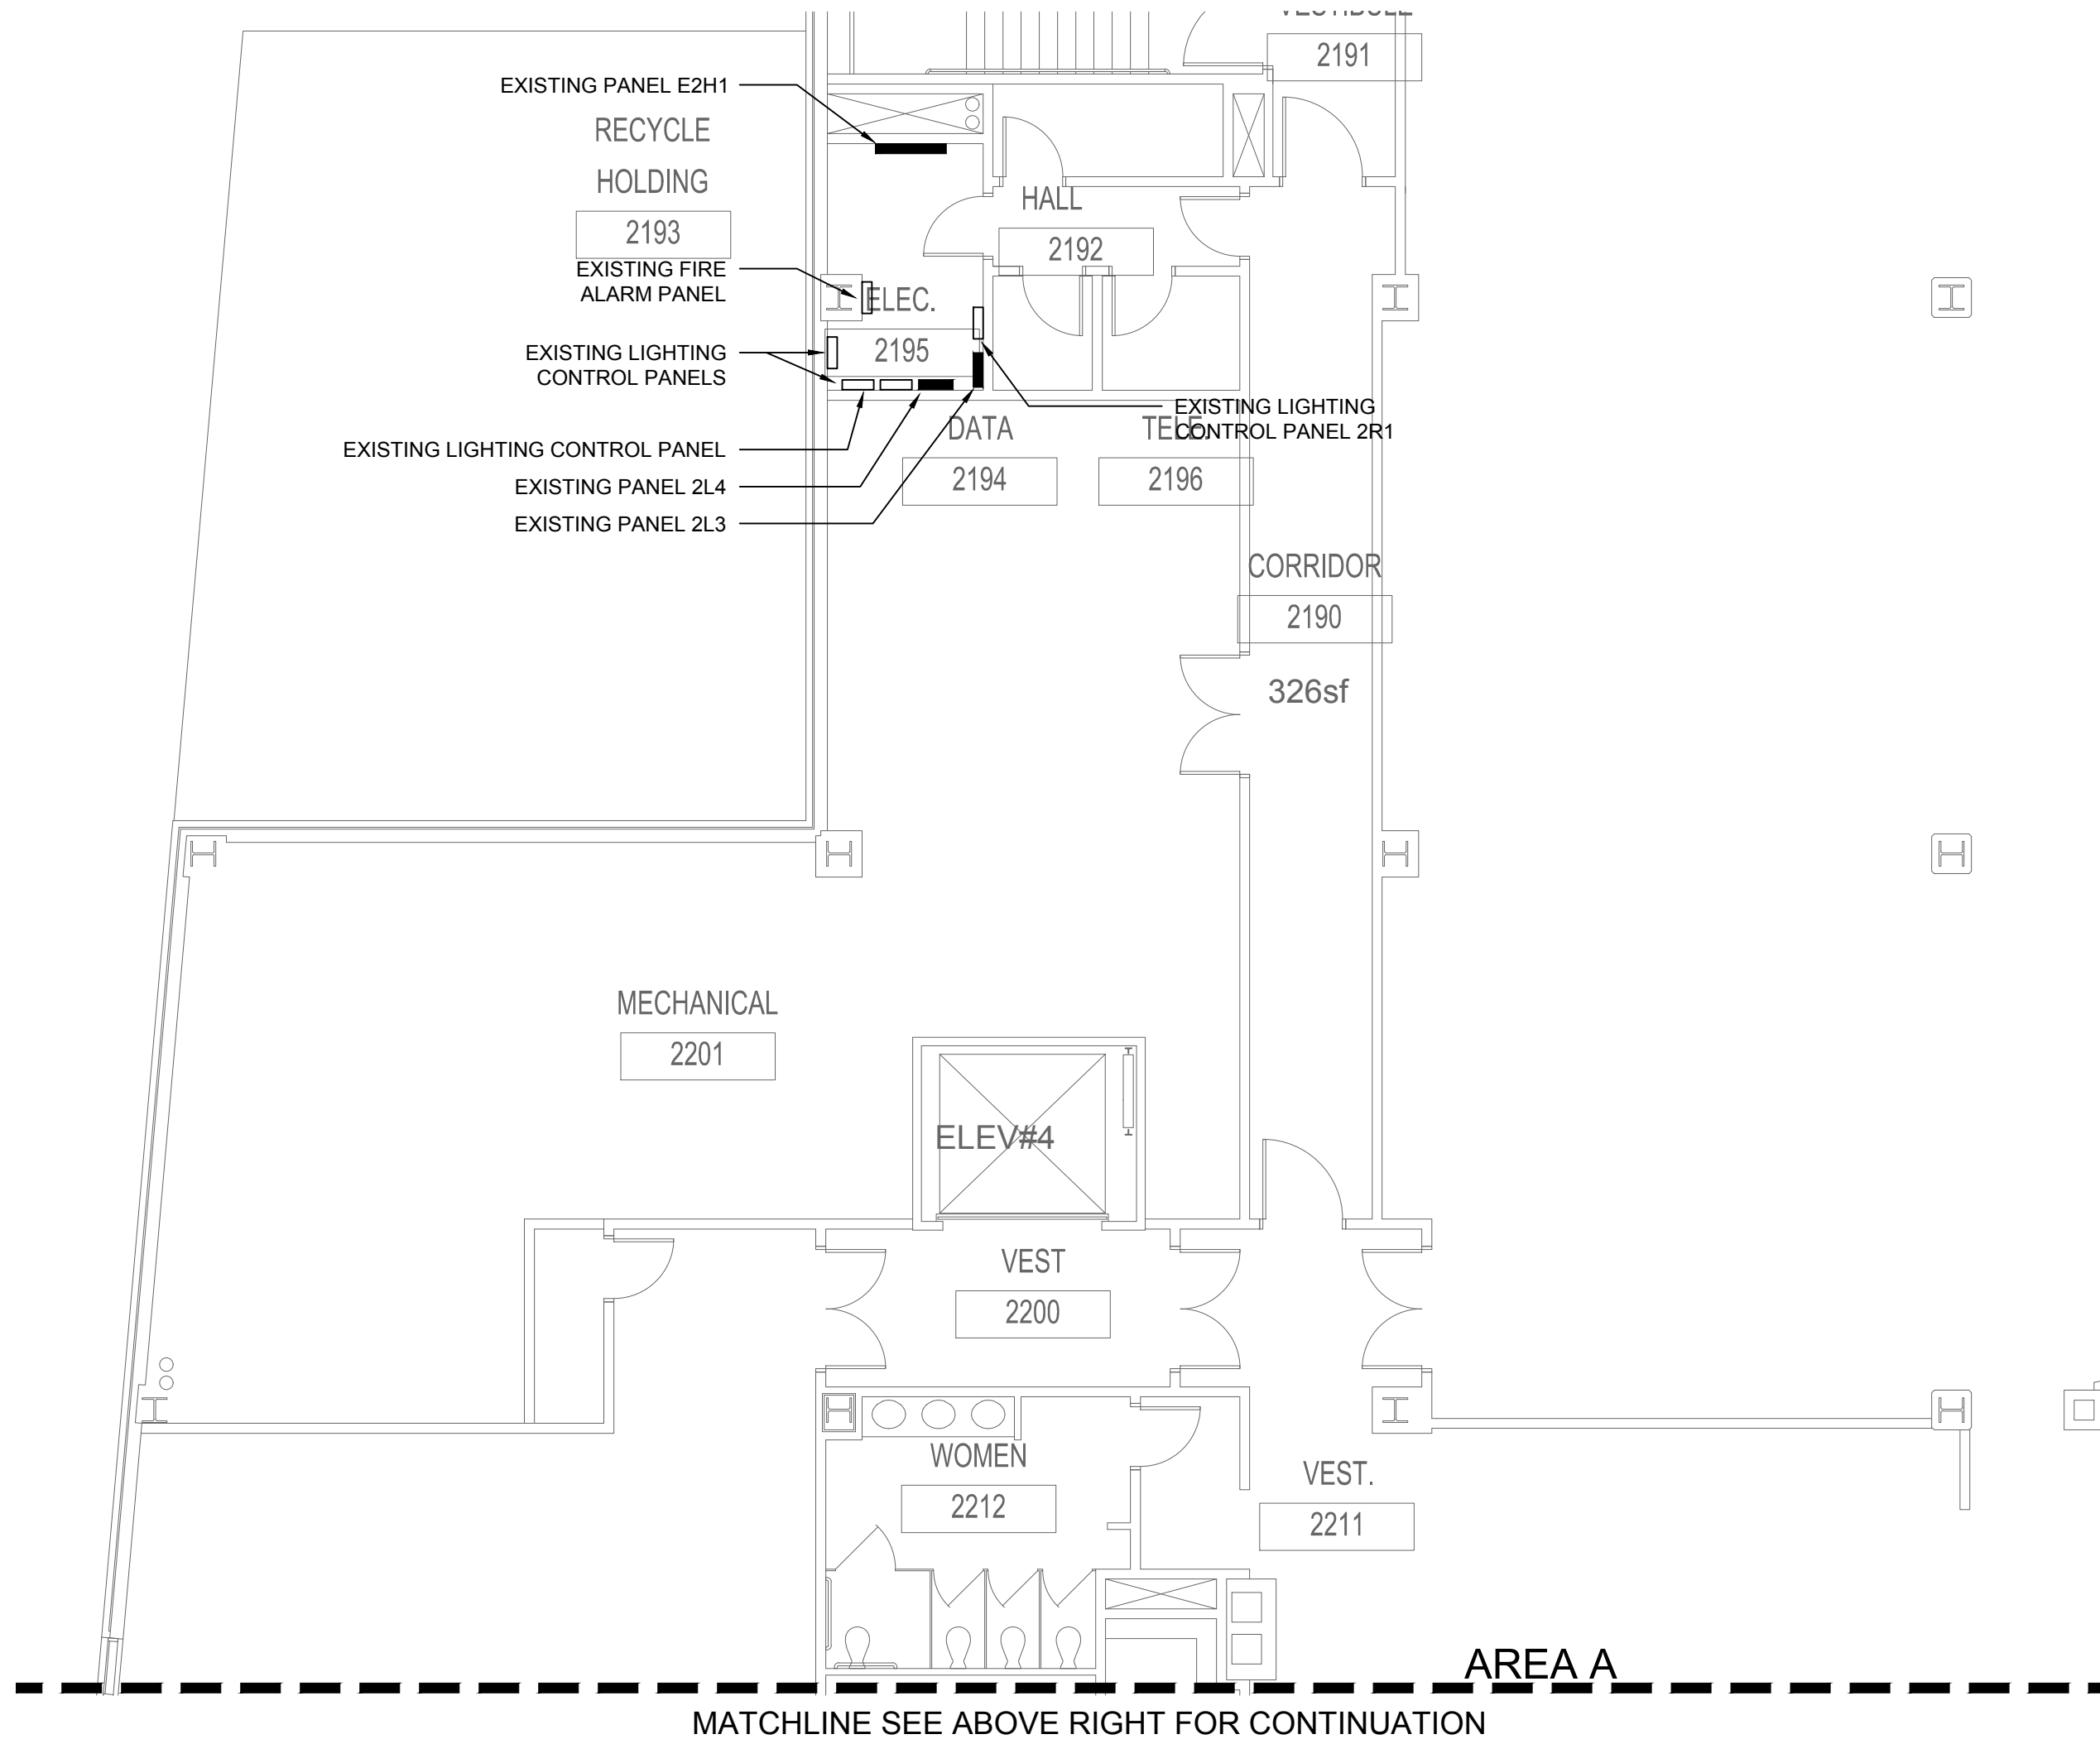 VESTIBULE
2191
EXISTING PANEL E2H1
RECYCLE
HOLDING
2193
HALL
2192
EXISTING FIRE
ALARM PANEL
ELEC.
2195
EXISTING LIGHTING
CONTROL PANELS
EXISTING LIGHTING
CONTROL PANEL 2R1
EXISTING LIGHTING CONTROL PANEL
EXISTING PANEL 2L4
EXISTING PANEL 2L3
DATA
2194
TELE.
2196
CORRIDOR
2190
326sf
MECHANICAL
2201
ELEV#4
VEST
2200
WOMEN
2212
VEST.
2211
AREA A
MATCHLINE SEE ABOVE RIGHT FOR CONTINUATION